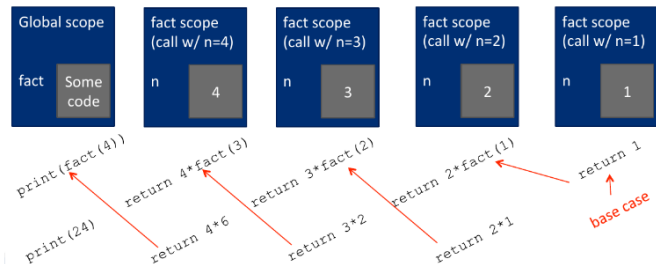 Global scope
fact
Some
code
fact scope
(call w/ n=4)
n
4
fact scope
(call w/ n=3)
n
3
fact scope
(call w/ n=2)
n
2
fact scope
(call w/ n=1)
n
1
print(fact(4))
return 4*fact(3)
return 3*fact(2)
return 2*fact(1)
return 1
base case
print(24)
return 4*6
return 3*2
return 2*1